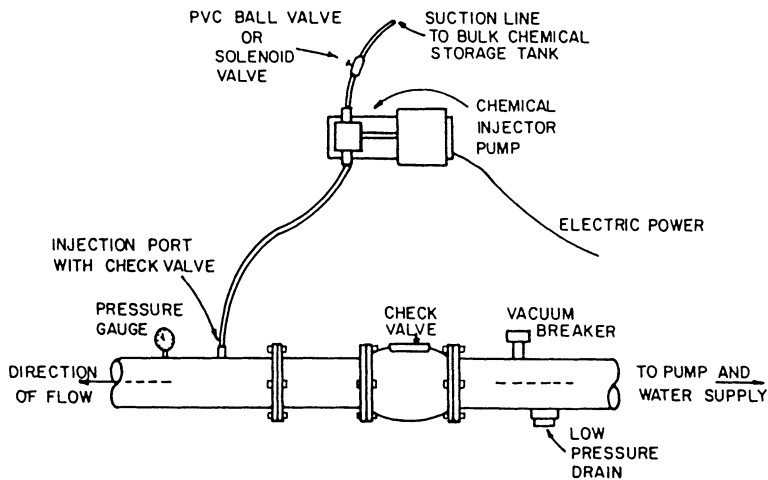 PVC BALL VALVE
OR
SOLENOID
VALVE
SUCTION LINE
TO BULK CHEMICAL
STORAGE TANK
CHEMICAL
INJECTOR
PUMP
ELECTRIC POWER
INJECTION PORT
WITH CHECK VALVE
PRESSURE
GAUGE
CHECK
VALVE
VACUUM
BREAKER
DIRECTION
OF FLOW
TO PUMP AND
WATER SUPPLY
LOW
PRESSURE
DRAIN